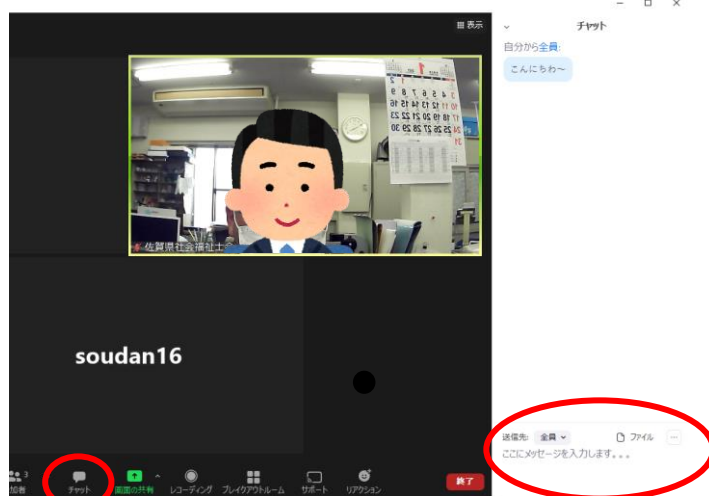 表示
チャット
自分から全員:
こんにちわ~
佐賀県社会福祉士
soudan16
送信先: 全員
ファイル
ここにメッセージを入力します。。。
3
加者
チャット
画面の共有
レコーディング
ブレイクアウトルーム
サポート
リアクション
終了